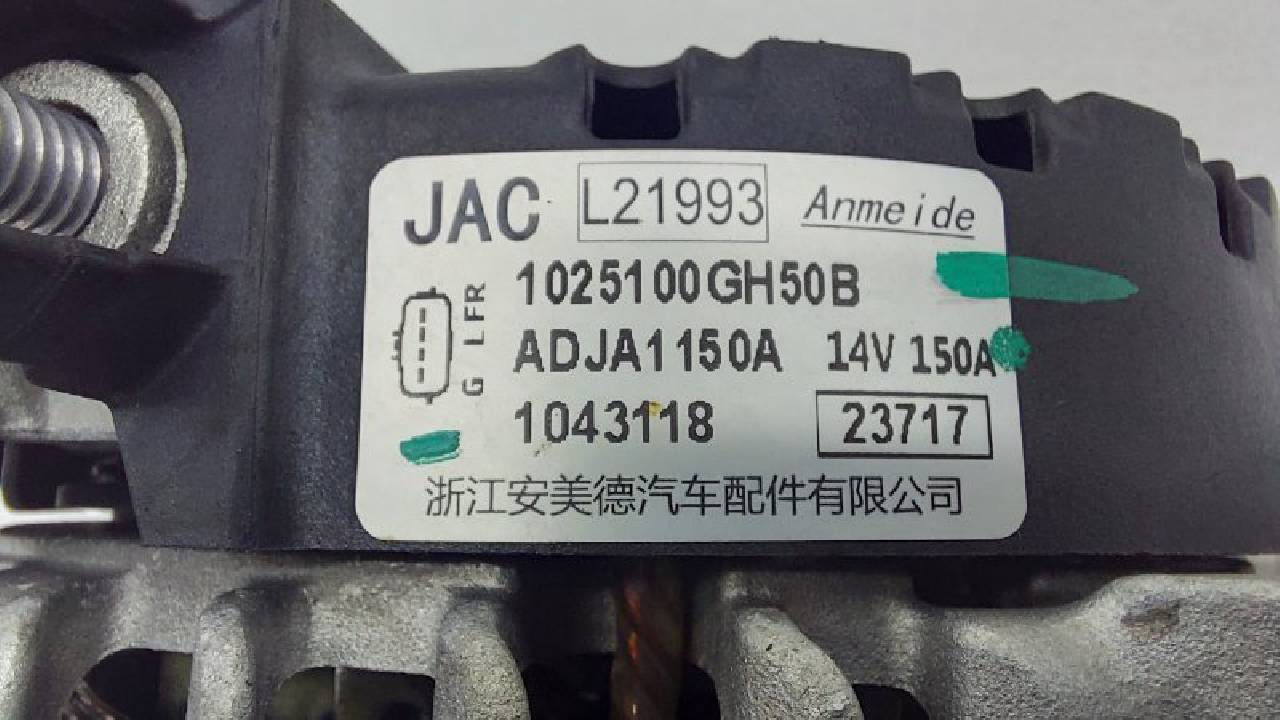 JAC L21993 Anmeide
1025100GH50B
G L FR
ADJA1150A 14V 150A
1043118 23717
浙江安美德汽车配件有限公司